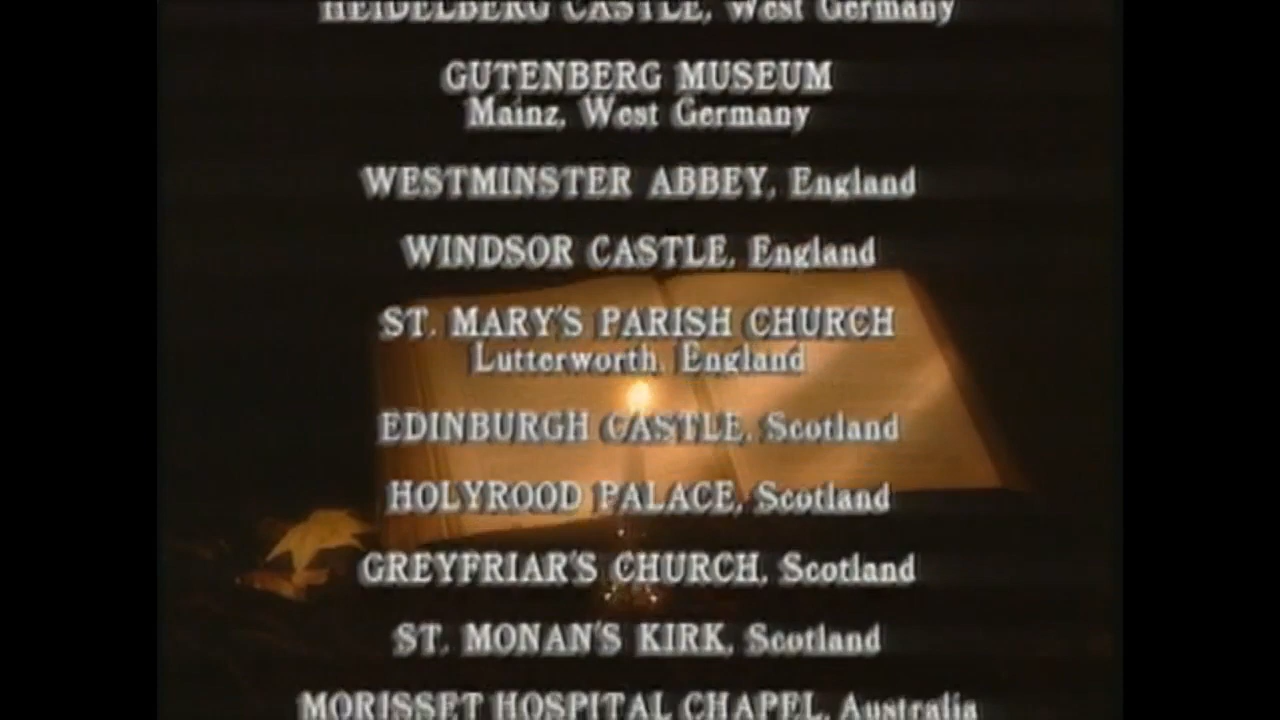 HEIDELBERG CASTLE, West Germany
GUTENBERG MUSEUM
Mainz, West Germany
WESTMINSTER ABBEY, England
WINDSOR CASTLE, England
ST. MARY'S PARISH CHURCH
Lutterworth, England
EDINBURGH CASTLE, Scotland
HOLYROOD PALACE, Scotland
GREYFRIAR'S CHURCH, Scotland
ST. MONAN'S KIRK, Scotland
MORISSET HOSPITAL CHAPEL, Australia